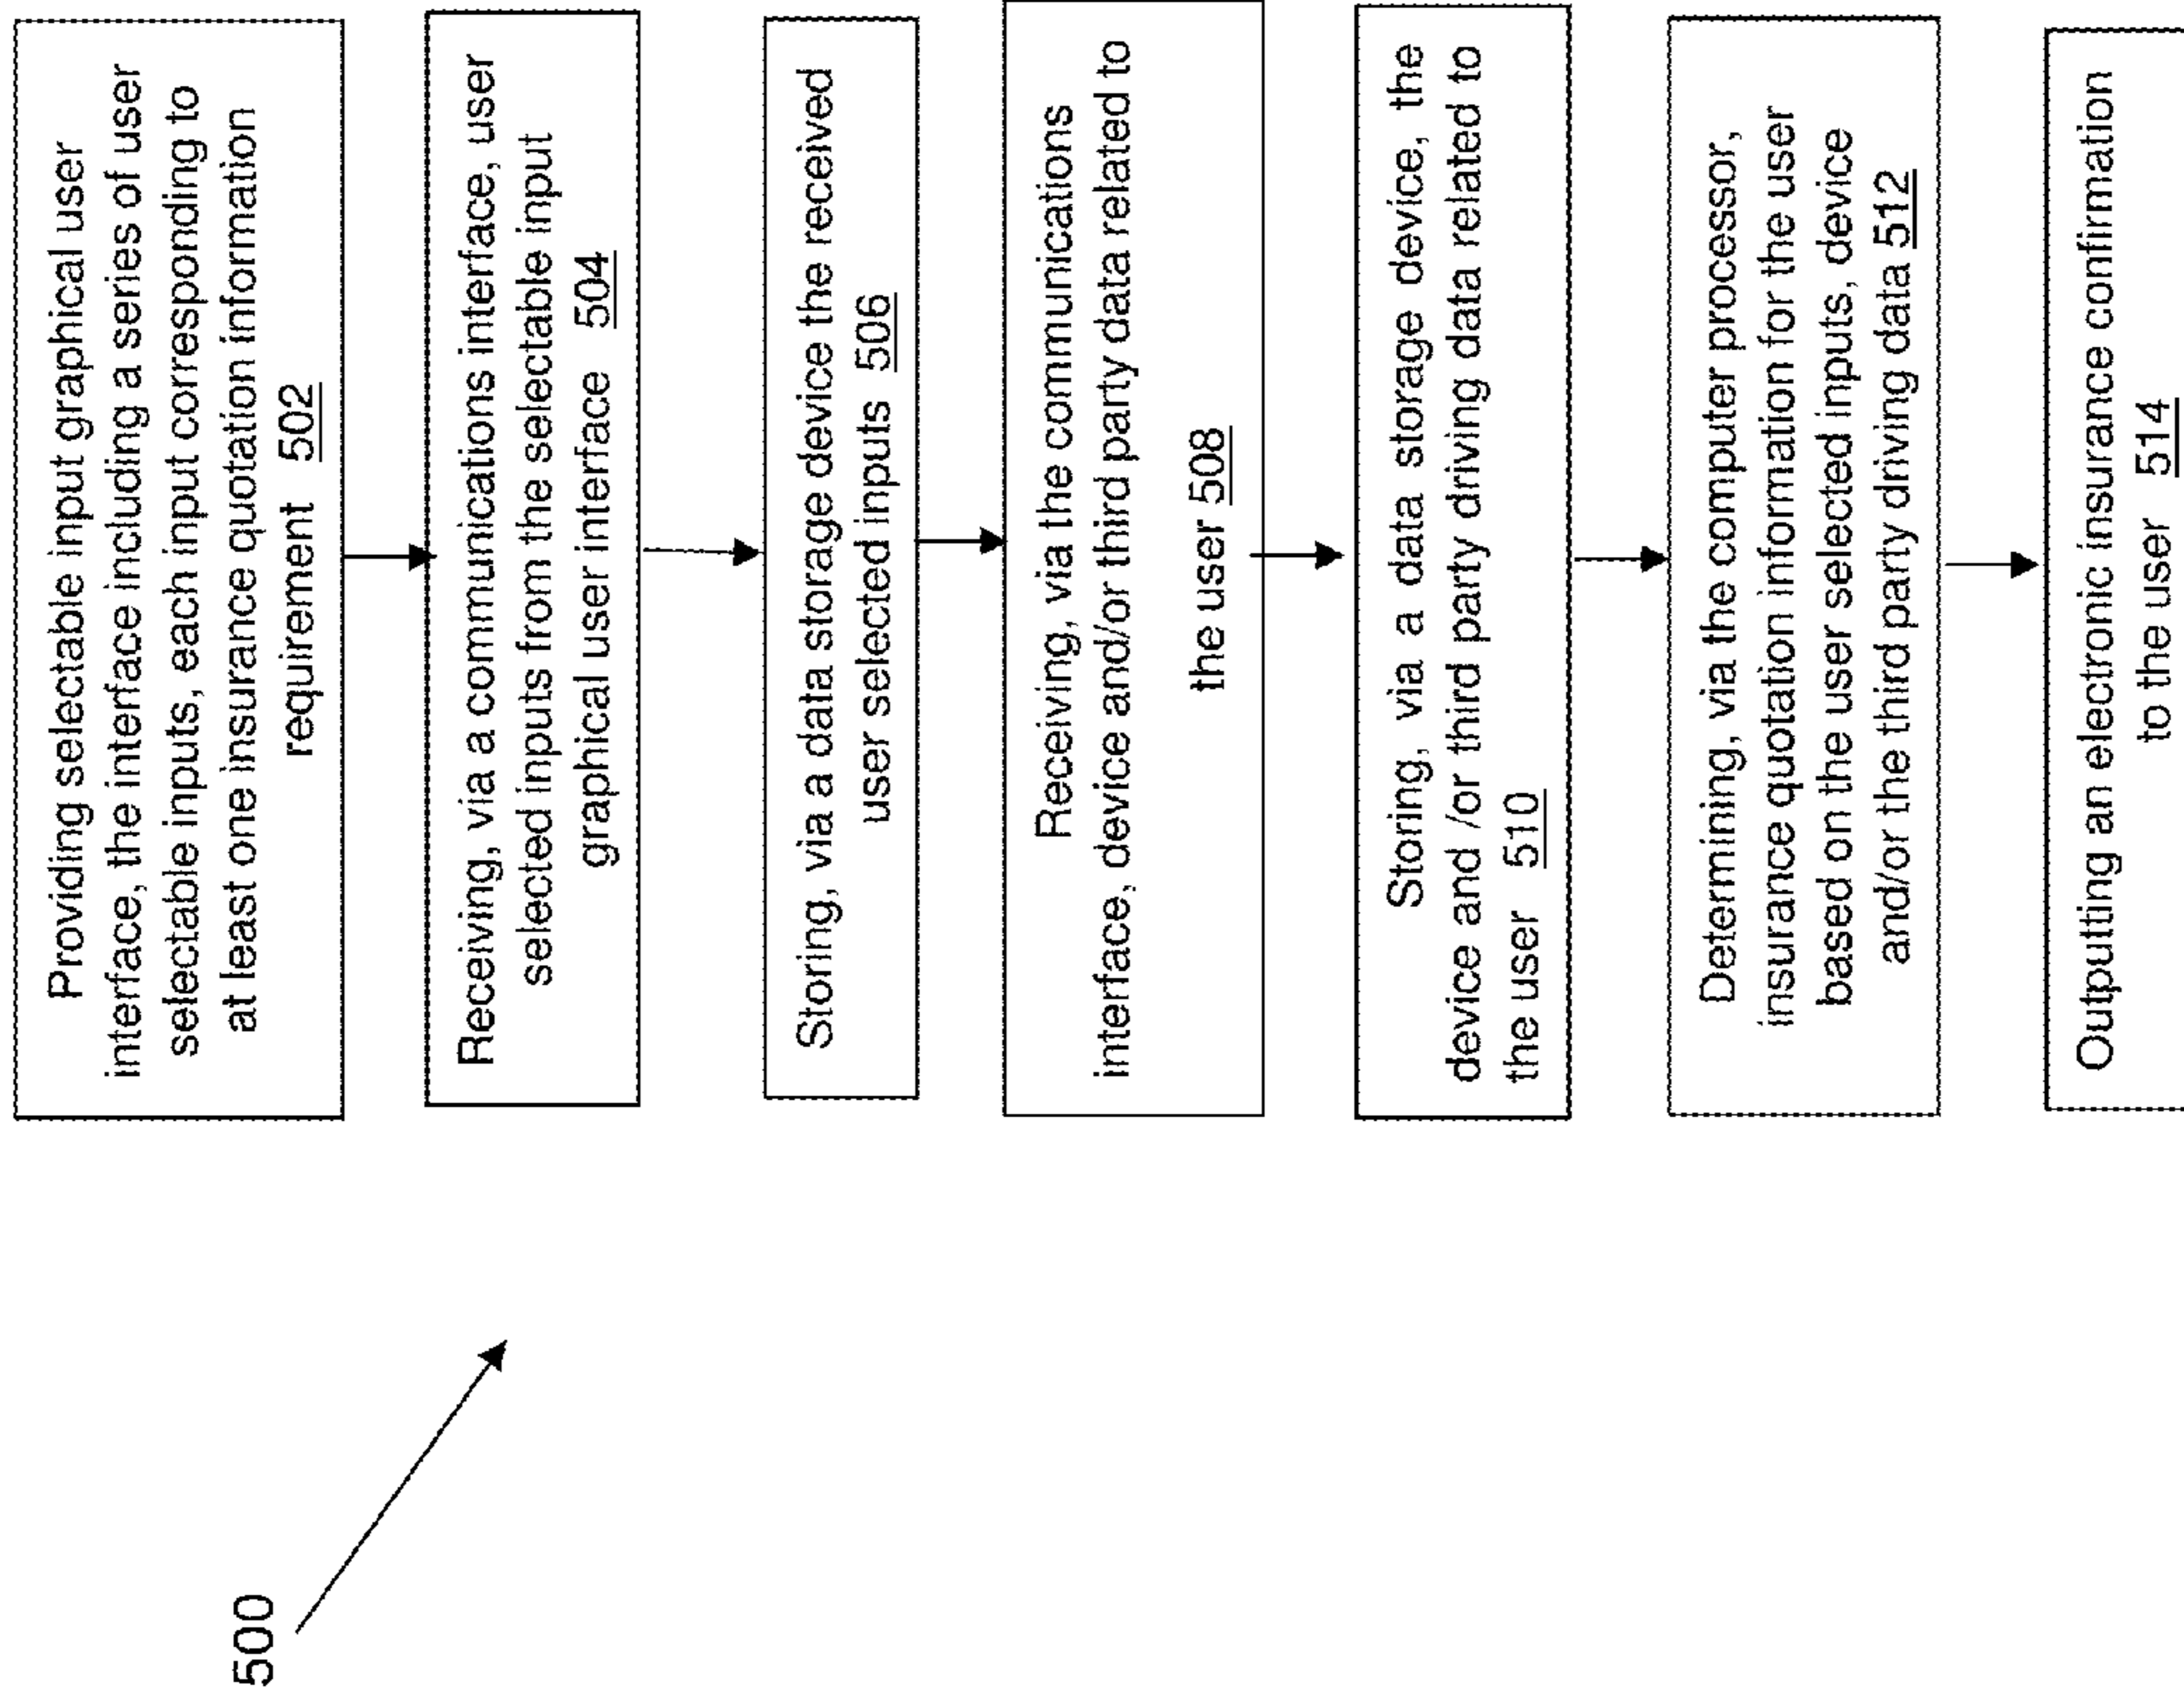 500
Providing selectable input graphical user
interface, the interface including a series of user
selectable inputs, each input corresponding to
at least one insurance quotation information
requirement 502
Receiving, via a communications interface, user
selected inputs from the selectable input
graphical user interface 504
Storing, via a data storage device the received
user selected inputs 506
Receiving, via the communications
interface, device and/or third party data related to
the user 508
Storing, via a data storage device, the
device and /or third party driving data related to
the user 510
Determining, via the computer processor,
insurance quotation information for the user
based on the user selected inputs, device
and/or the third party driving data 512
Outputting an electronic insurance confirmation
to the user 514